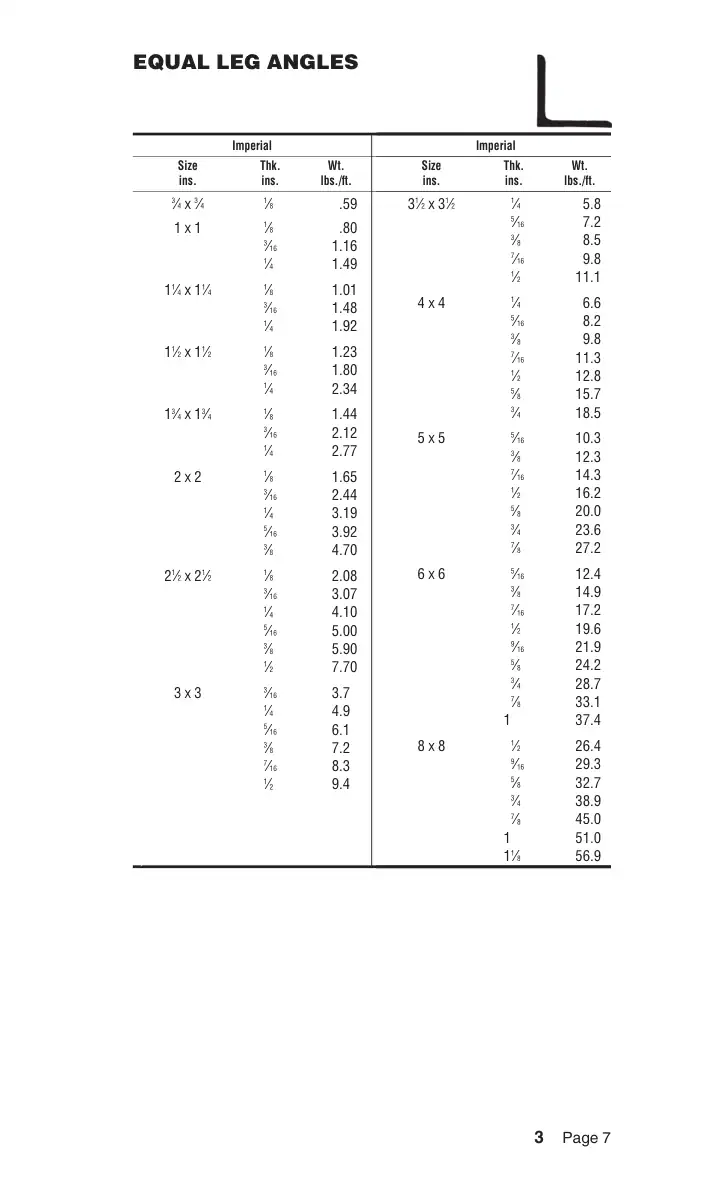 EQUAL LEG ANGLES
Imperial
Size Thk. Wt.
ins. ins. lbs./ft.
3⁄4 x 3⁄4 1⁄8 .59
1 x 1 1⁄8 .80
3⁄16 1.16
1⁄4 1.49
11⁄4 x 11⁄4 1⁄8 1.01
3⁄16 1.48
1⁄4 1.92
11⁄2 x 11⁄2 1⁄8 1.23
3⁄16 1.80
1⁄4 2.34
13⁄4 x 13⁄4 1⁄8 1.44
3⁄16 2.12
1⁄4 2.77
2 x 2 1⁄8 1.65
3⁄16 2.44
1⁄4 3.19
5⁄16 3.92
3⁄8 4.70
21⁄2 x 21⁄2 1⁄8 2.08
3⁄16 3.07
1⁄4 4.10
5⁄16 5.00
3⁄8 5.90
1⁄2 7.70
3 x 3 3⁄16 3.7
1⁄4 4.9
5⁄16 6.1
3⁄8 7.2
7⁄16 8.3
1⁄2 9.4
Imperial
Size Thk. Wt.
ins. ins. lbs./ft.
31⁄2 x 31⁄2 1⁄4 5.8
5⁄16 7.2
3⁄8 8.5
7⁄16 9.8
1⁄2 11.1
4 x 4 1⁄4 6.6
5⁄16 8.2
3⁄8 9.8
7⁄16 11.3
1⁄2 12.8
5⁄8 15.7
3⁄4 18.5
5 x 5 5⁄16 10.3
3⁄8 12.3
7⁄16 14.3
1⁄2 16.2
5⁄8 20.0
3⁄4 23.6
7⁄8 27.2
6 x 6 5⁄16 12.4
3⁄8 14.9
7⁄16 17.2
1⁄2 19.6
9⁄16 21.9
5⁄8 24.2
3⁄4 28.7
7⁄8 33.1
1 37.4
8 x 8 1⁄2 26.4
9⁄16 29.3
5⁄8 32.7
3⁄4 38.9
7⁄8 45.0
1 51.0
11⁄8 56.9
3 Page 7